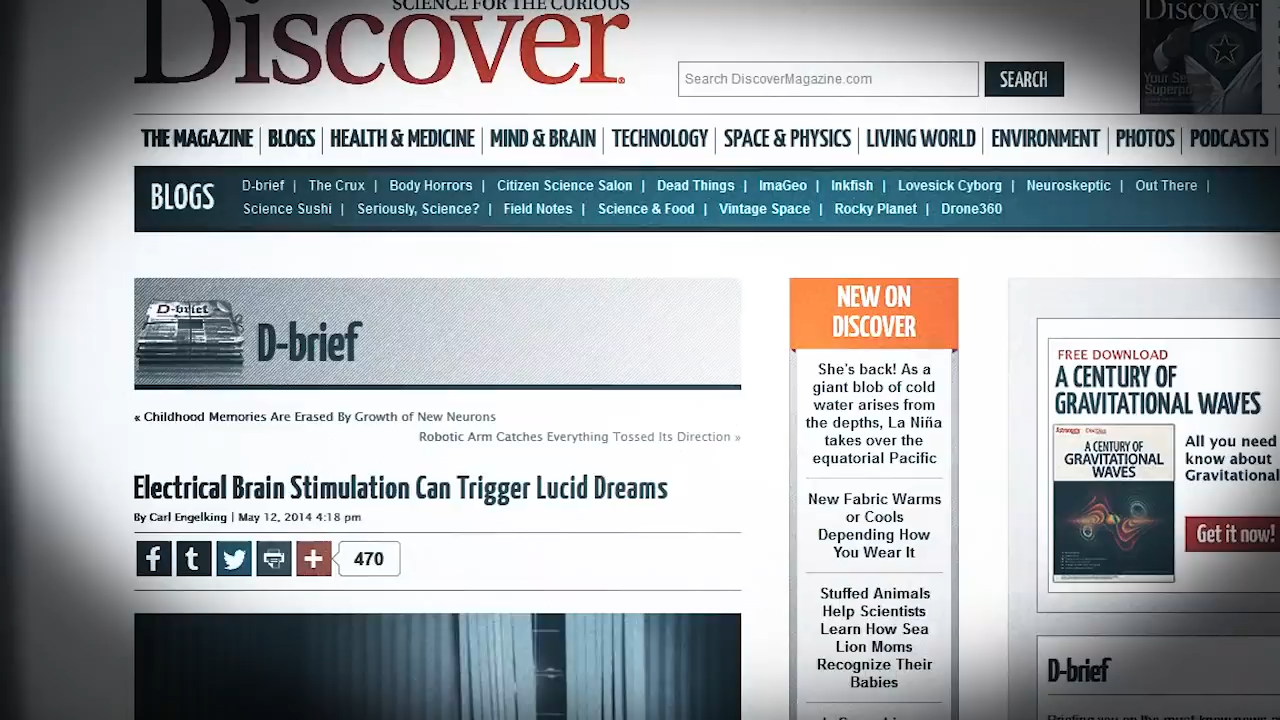 SCIENCE FOR THE CURIOUS
Discover
Search DiscoverMagazine.com
SEARCH
Discover
Your Se
Superpo
THE MAGAZINE
BLOGS
HEALTH & MEDICINE
MIND & BRAIN
TECHNOLOGY
SPACE & PHYSICS
LIVING WORLD
ENVIRONMENT
PHOTOS
PODCASTS
BLOGS
D-brief | The Crux | Body Horrors | Citizen Science Salon | Dead Things | ImaGeo | Inkfish | Lovesick Cyborg | Neuroskeptic | Out There |
Science Sushi | Seriously, Science? | Field Notes | Science & Food | Vintage Space | Rocky Planet | Drone360
D-brief
D-brief
« Childhood Memories Are Erased By Growth of New Neurons
Robotic Arm Catches Everything Tossed Its Direction »
Electrical Brain Stimulation Can Trigger Lucid Dreams
By Carl Engelking | May 12, 2014 4:18 pm
470
NEW ON
DISCOVER
She's back! As a
giant blob of cold
water arises from
the depths, La Niña
takes over the
equatorial Pacific
New Fabric Warms
or Cools
Depending How
You Wear It
Stuffed Animals
Help Scientists
Learn How Sea
Lion Moms
Recognize Their
Babies
FREE DOWNLOAD
A CENTURY OF
GRAVITATIONAL WAVES
Astronomy Discover
A CENTURY OF
GRAVITATIONAL
WAVES
All you need
know about
Gravitational
Get it now!
D-brief